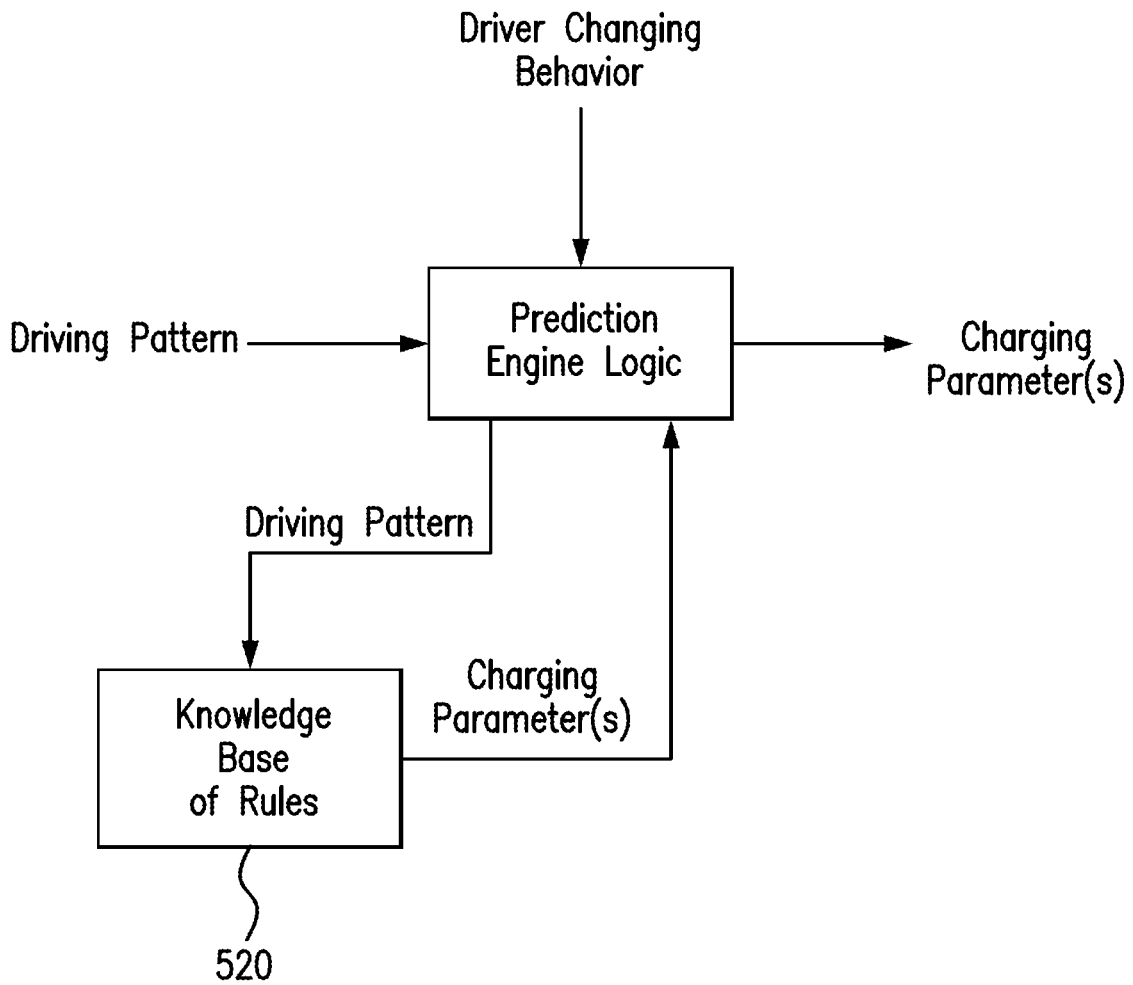 Driver Changing
Behavior
Driving Pattern
Prediction
Engine Logic
Charging
Parameter(s)
Driving Pattern
Charging
Parameter(s)
Knowledge
Base
of Rules
520